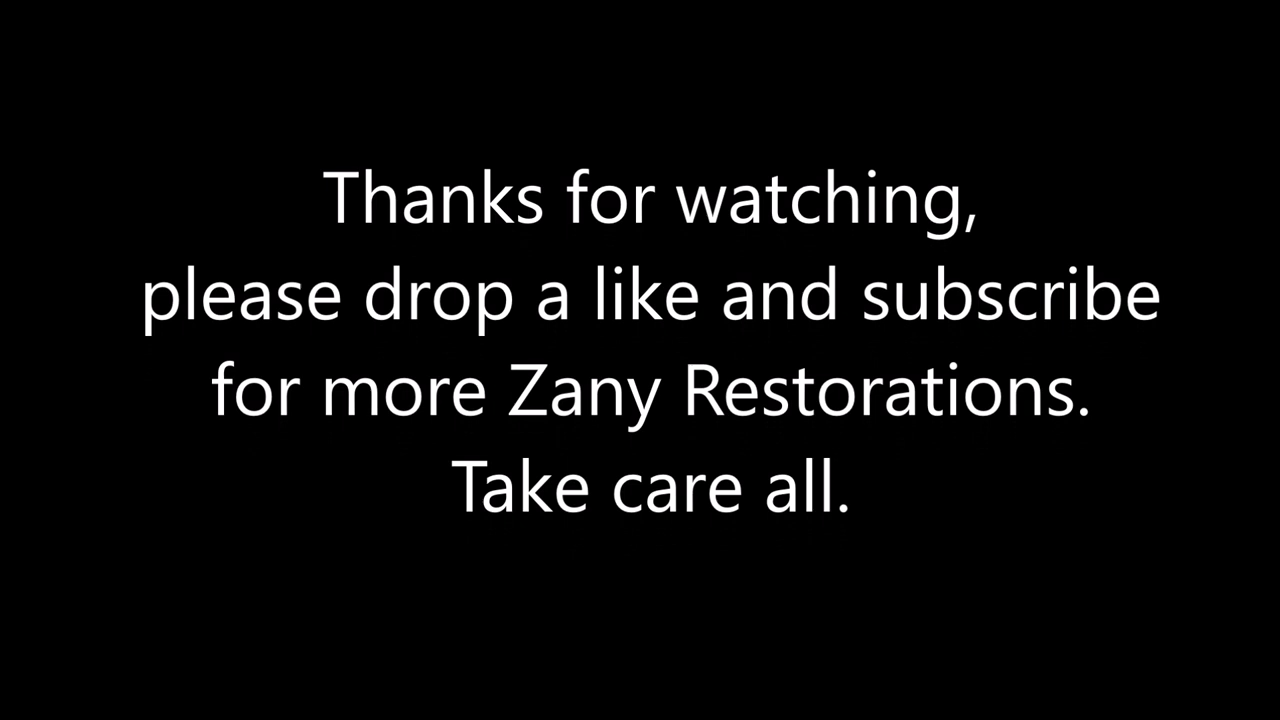 Thanks for watching,
please drop a like and subscribe
for more Zany Restorations.
Take care all.